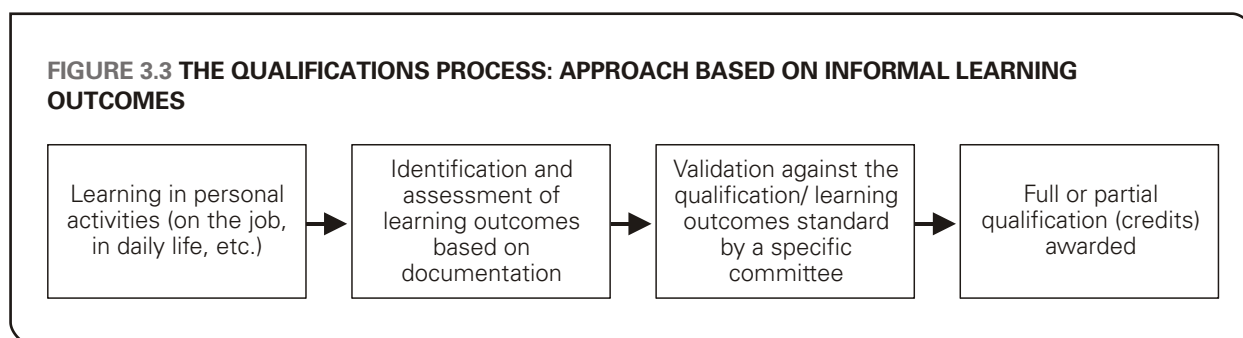 FIGURE 3.3 THE QUALIFICATIONS PROCESS: APPROACH BASED ON INFORMAL LEARNING
OUTCOMES
Learning in personal
activities (on the job,
in daily life, etc.)
Identification and
assessment of
learning outcomes
based on
documentation
Validation against the
qualification/ learning
outcomes standard
by a specific
committee
Full or partial
qualification (credits)
awarded